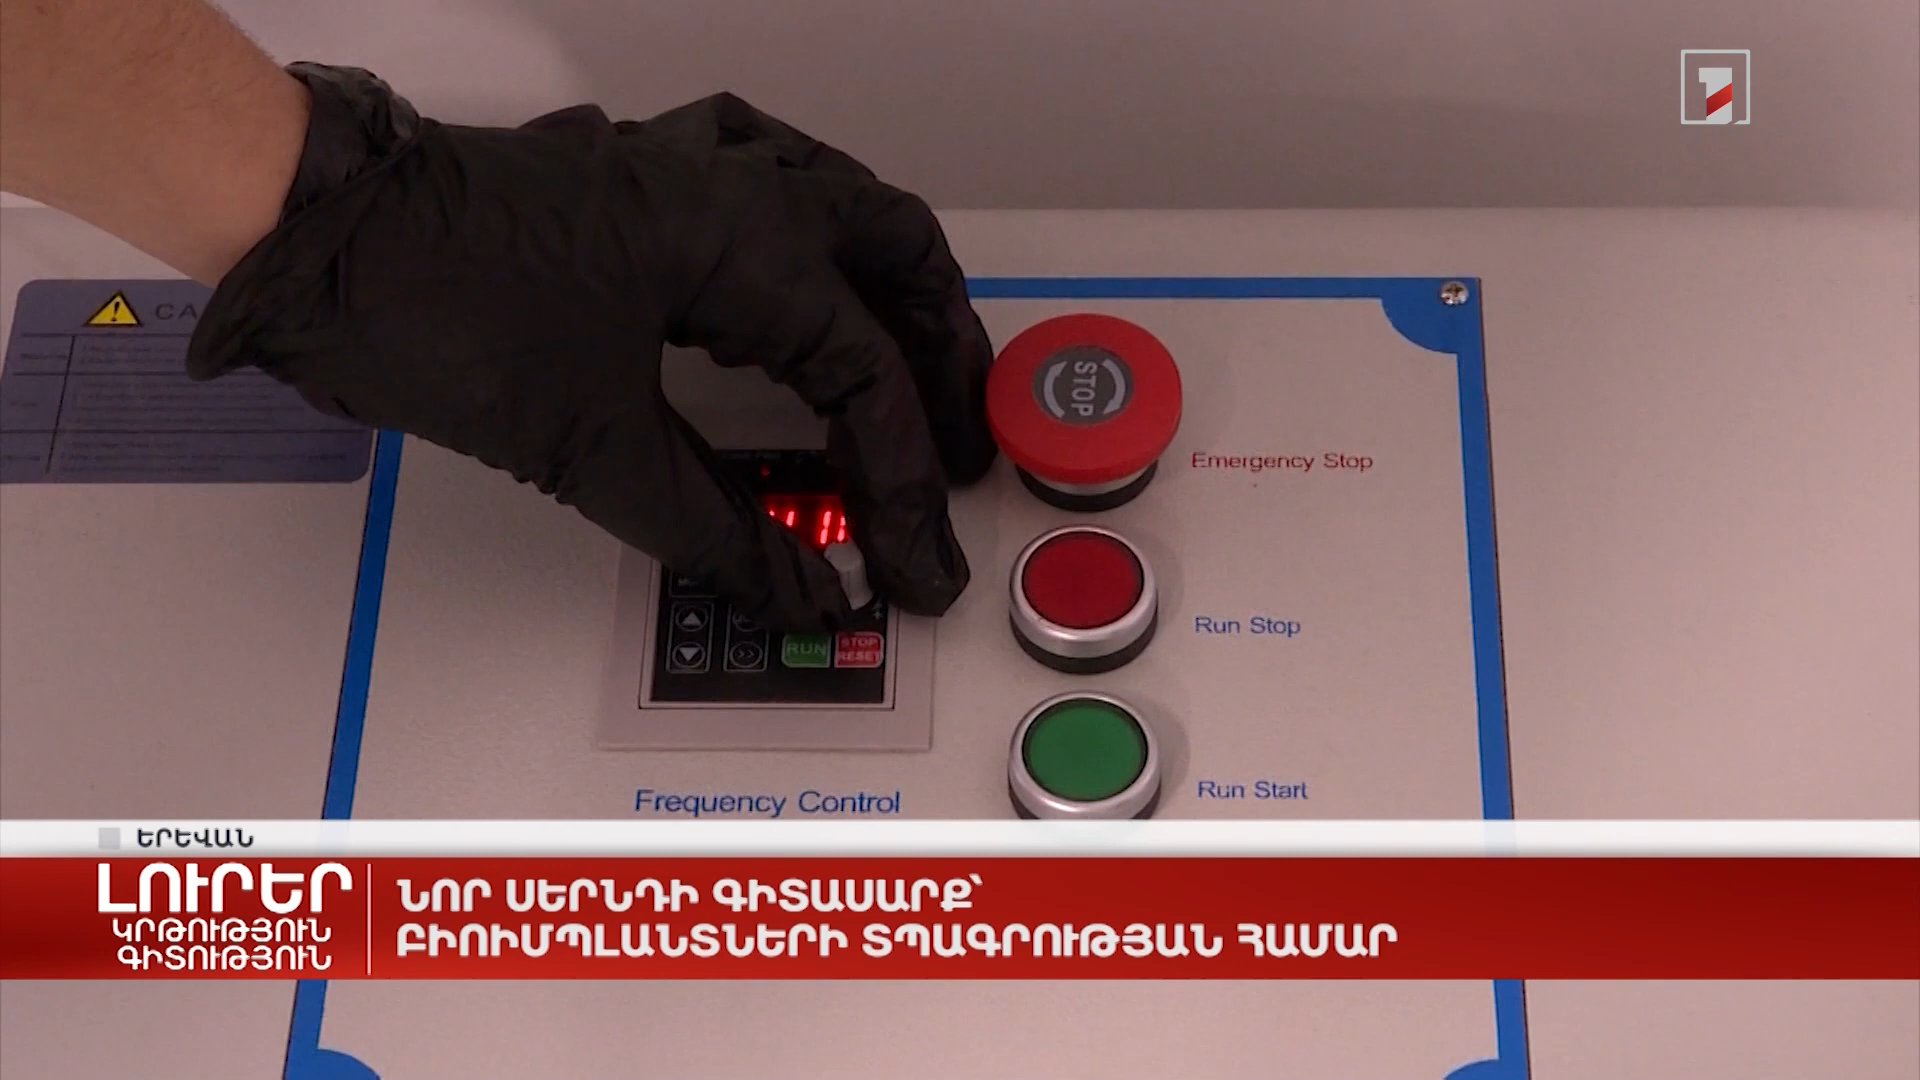 CA
STOP
Emergency Stop
Run Stop
RUN
STOP
RESET
Run Start
Frequency Control
ԵՐԵՎԱՆ
ԼՈՒՐԵՐ
ԿՐԹՈՒԹՅՈՒՆ
ԳԻՏՈՒԹՅՈՒՆ
ՆՈՐ ՍԵՐՆԴԻ ԳԻՏԱՍԱՐՔ՝
ԲԻՈԻՄՊԼԱՆՏՆԵՐԻ ՏՊԱԳՐՈՒԹՅԱՆ ՀԱՄԱՐ